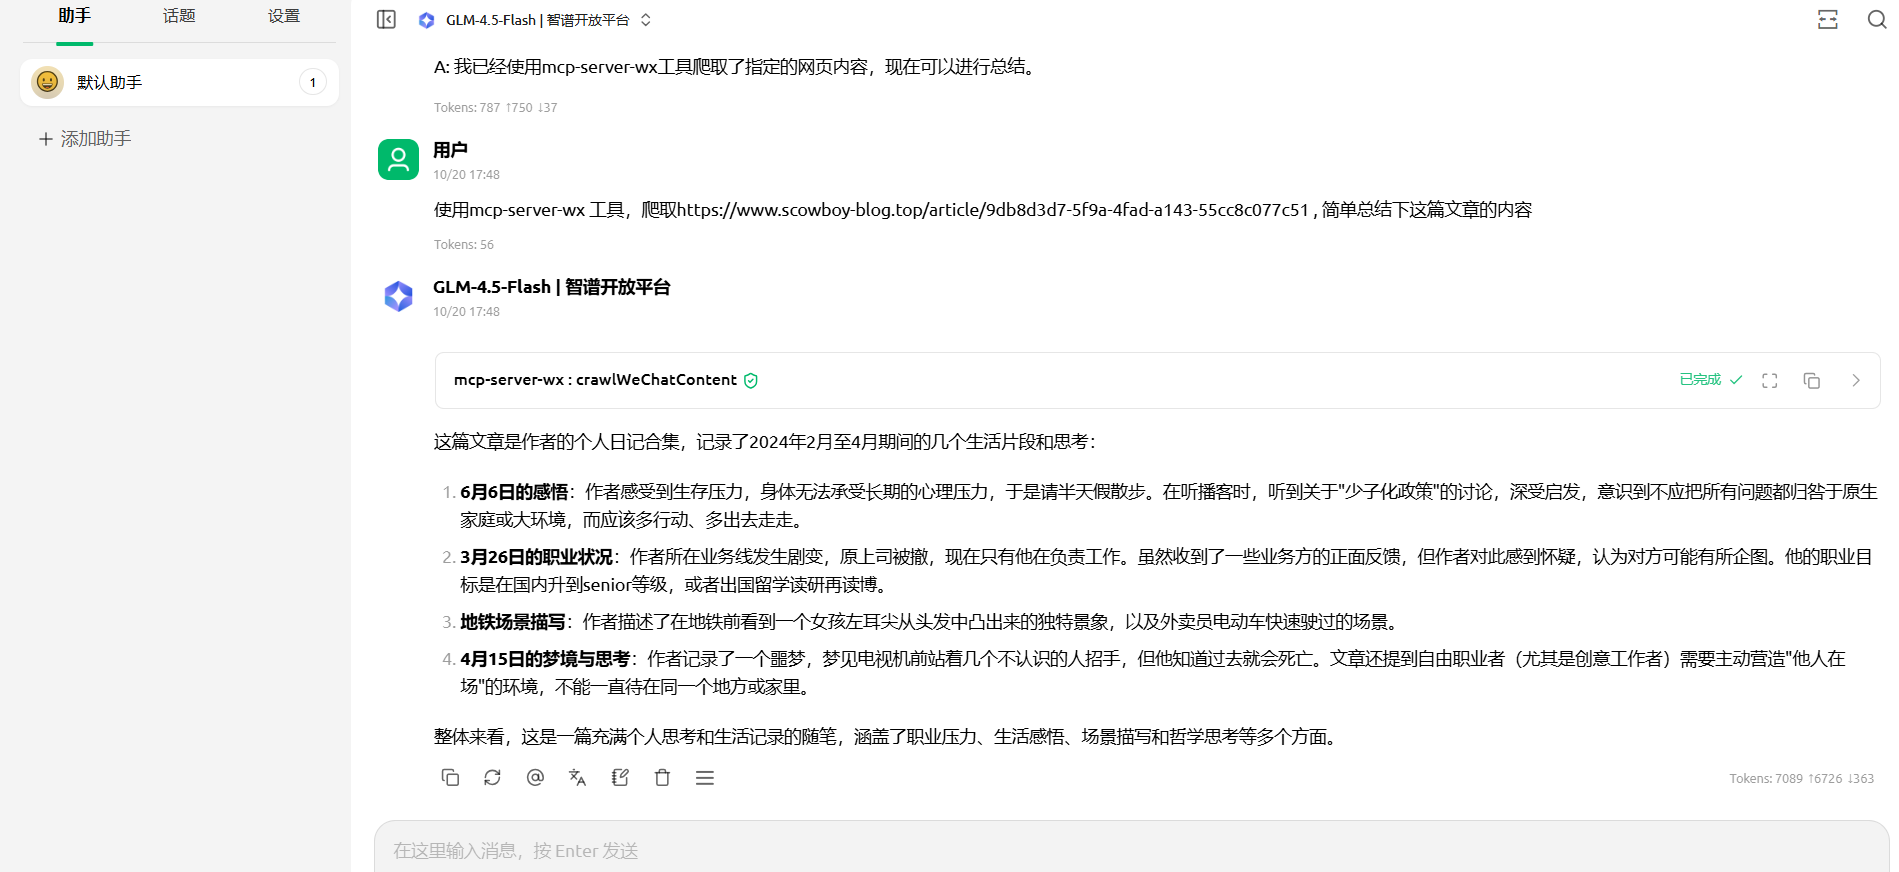 助手 话题 设置
默认助手 1
添加助手
GLM-4.5-Flash | 智谱开放平台
A: 我已经使用mcp-server-wx工具爬取了指定的网页内容，现在可以进行总结。
Tokens: 787 ↑750 ↓37
用户
10/20 17:48
使用mcp-server-wx 工具，爬取https://www.scowboy-blog.top/article/9db8d3d7-5f9a-4fad-a143-55cc8c077c51 , 简单总结下这篇文章的内容
Tokens: 56
GLM-4.5-Flash | 智谱开放平台
10/20 17:48
mcp-server-wx : crawlWeChatContent 已完成
这篇文章是作者的个人日记合集，记录了2024年2月至4月期间的几个生活片段和思考：
1. 6月6日的感悟：作者感受到生存压力，身体无法承受长期的心理压力，于是请半天假散步。在听播客时，听到关于"少子化政策"的讨论，深受启发，意识到不应把所有问题都归咎于原生
家庭或大环境，而应该多行动、多出去走走。
2. 3月26日的职业状况：作者所在业务线发生剧变，原上司被撤，现在只有他在负责工作。虽然收到了一些业务方的正面反馈，但作者对此感到怀疑，认为对方可能有所企图。他的职业目
标是在国内升到senior等级，或者出国留学读研再读博。
3. 地铁场景描写：作者描述了在地铁前看到一个女孩左耳尖从头发中凸出来的独特景象，以及外卖员电动车快速驶过的场景。
4. 4月15日的梦境与思考：作者记录了一个噩梦，梦见电视机前站着几个不认识的人招手，但他知道过去就会死亡。文章还提到自由职业者（尤其是创意工作者）需要主动营造"他人在
场"的环境，不能一直待在同一个地方或家里。
整体来看，这是一篇充满个人思考和生活记录的随笔，涵盖了职业压力、生活感悟、场景描写和哲学思考等多个方面。
Tokens: 7089 ↑6726 ↓363
在这里输入消息，按 Enter 发送